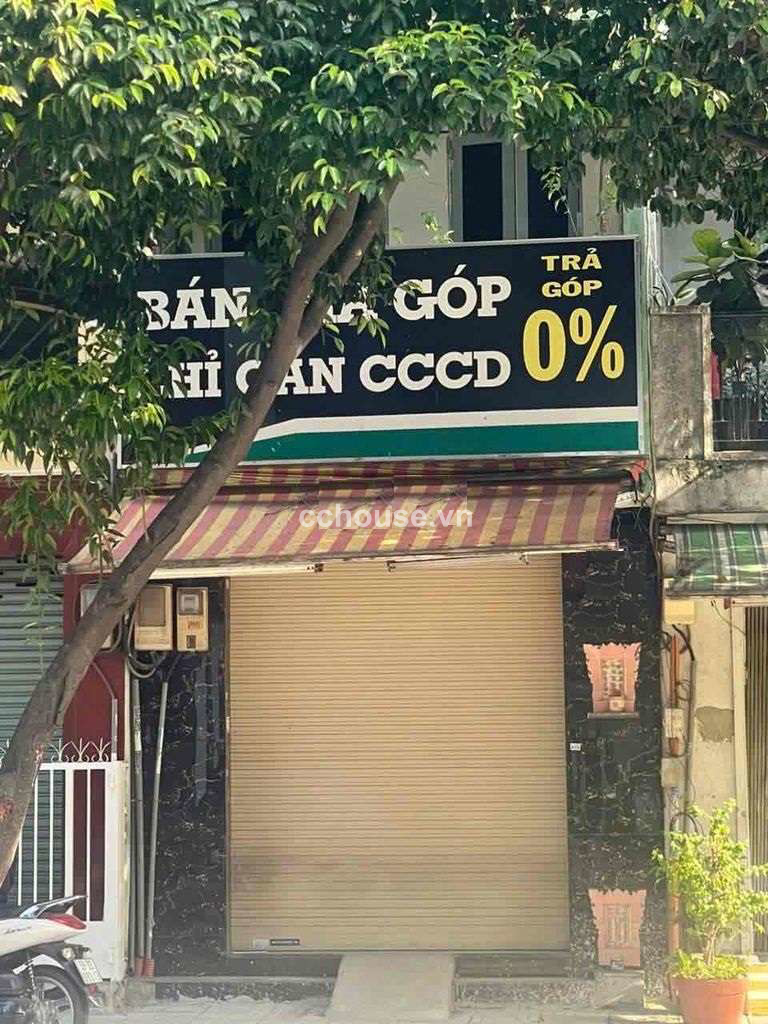 BÁN GÓP
CCCD
TRẢ
GÓP
0%
cchouse.vn